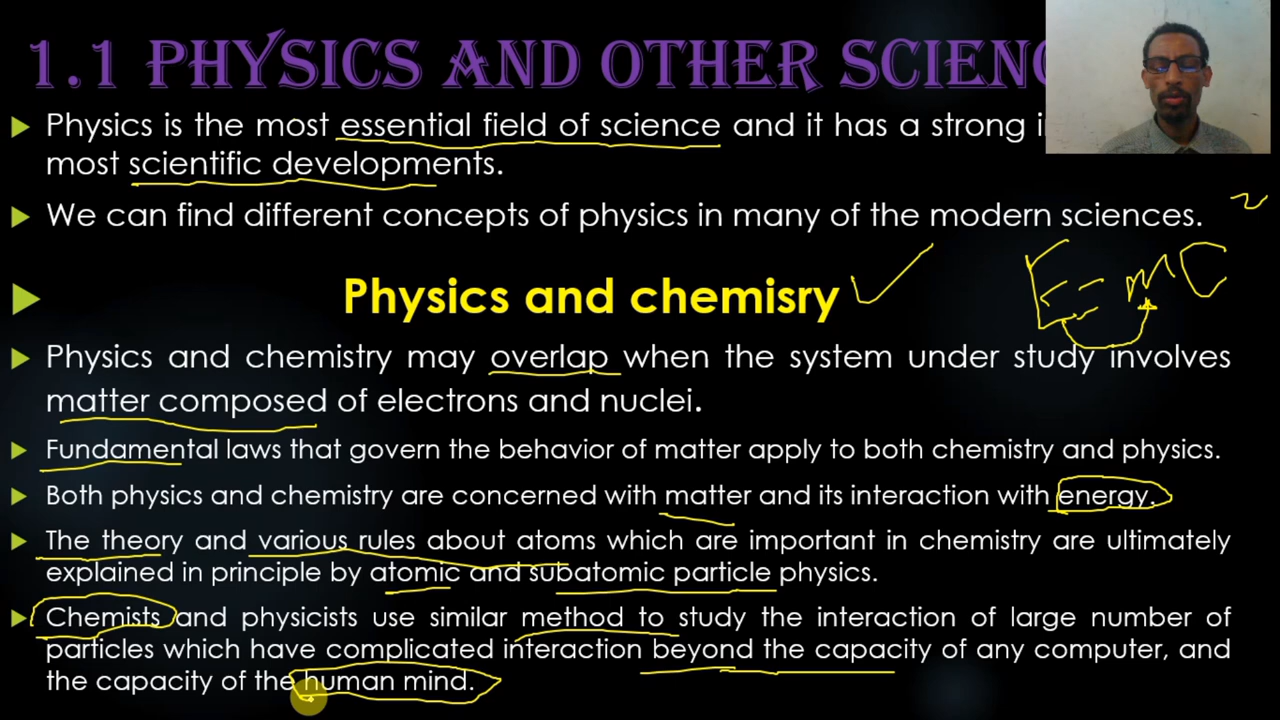 1.1 PHYSICS AND OTHER SCIENC
Physics is the most essential field of science and it has a strong i
most scientific developments.
We can find different concepts of physics in many of the modern sciences.
E=mc²
Physics and chemisry
Physics and chemistry may overlap when the system under study involves
matter composed of electrons and nuclei.
Fundamental laws that govern the behavior of matter apply to both chemistry and physics.
Both physics and chemistry are concerned with matter and its interaction with energy.
The theory and various rules about atoms which are important in chemistry are ultimately
explained in principle by atomic and subatomic particle physics.
Chemists and physicists use similar method to study the interaction of large number of
particles which have complicated interaction beyond the capacity of any computer, and
the capacity of the human mind.